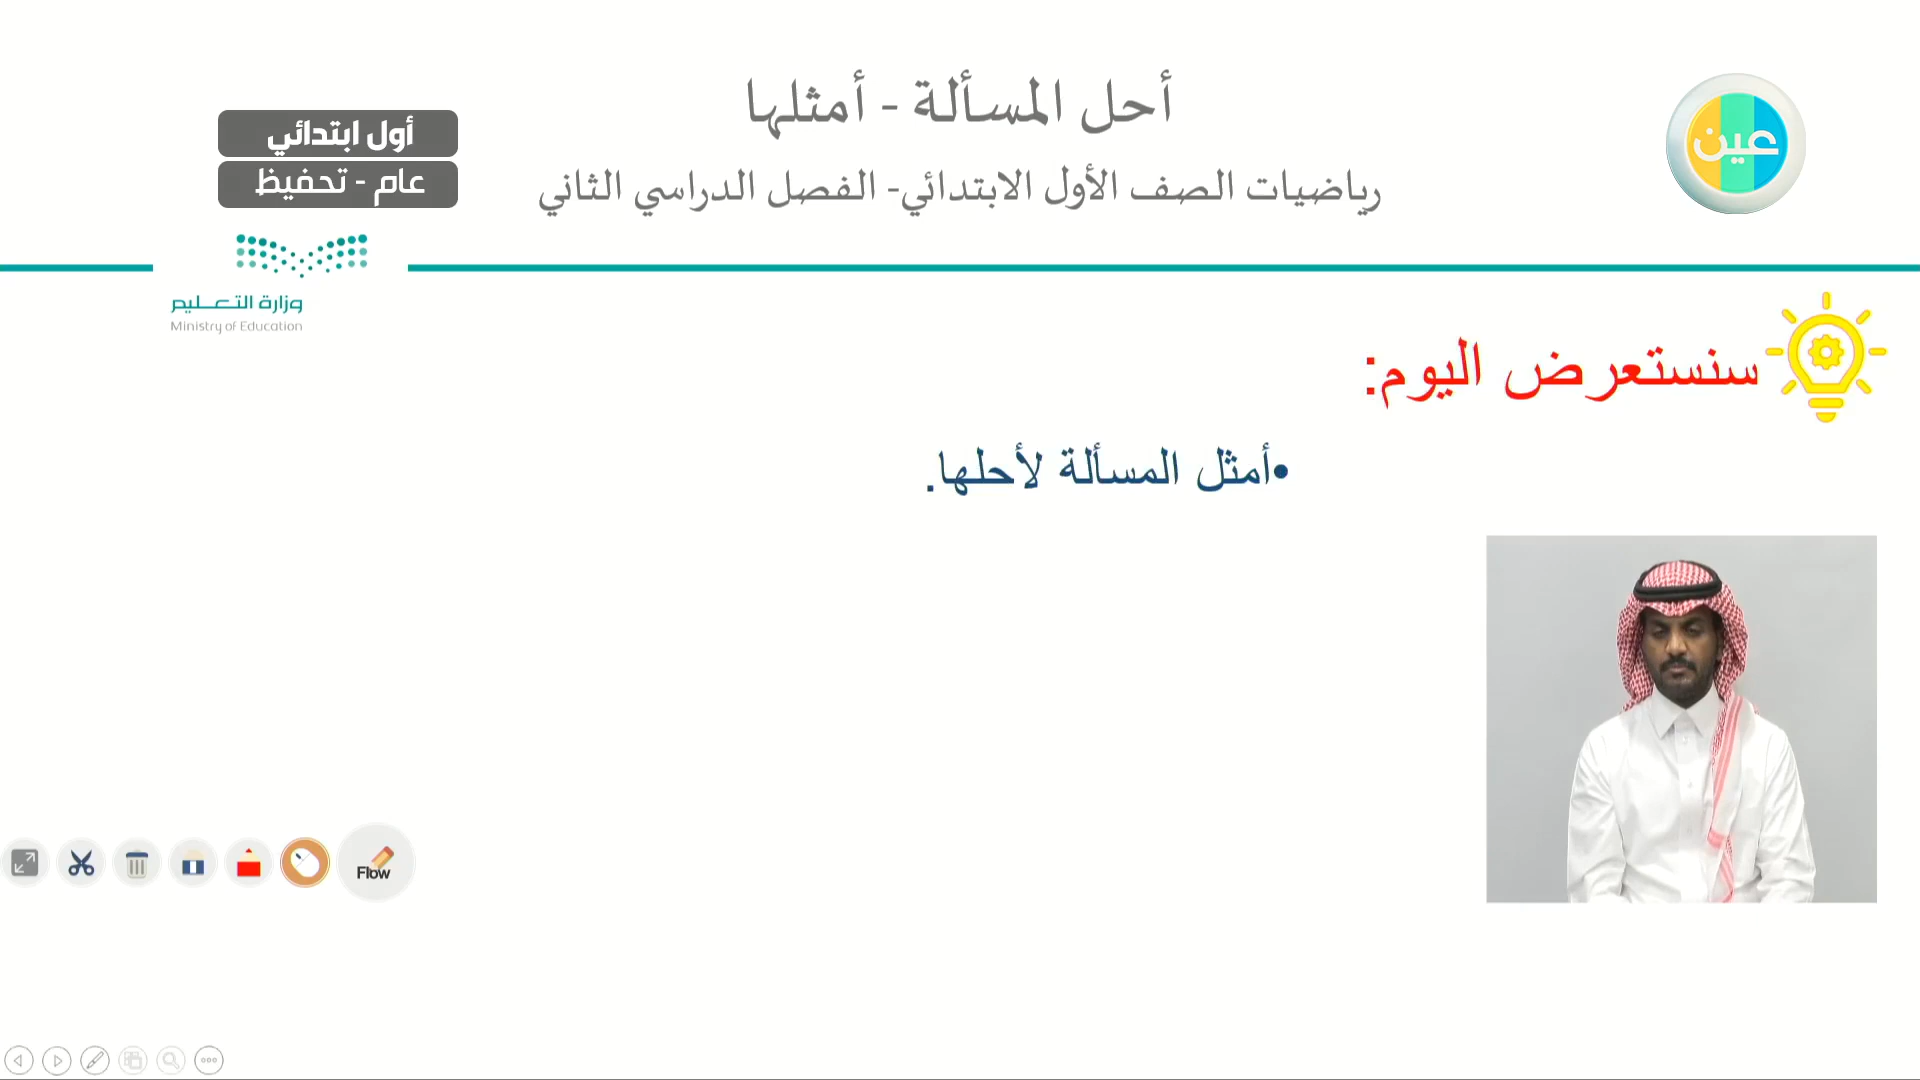 أحل المسألة - أمثلها
رياضيات الصف الأول الابتدائي- الفصل الدراسي الثاني
عين
أول ابتدائي
عام - تحفيظ
وزارة التعليم
Ministry of Education
سنستعرض اليوم:
•أمثل المسألة لأحلها.
Flow